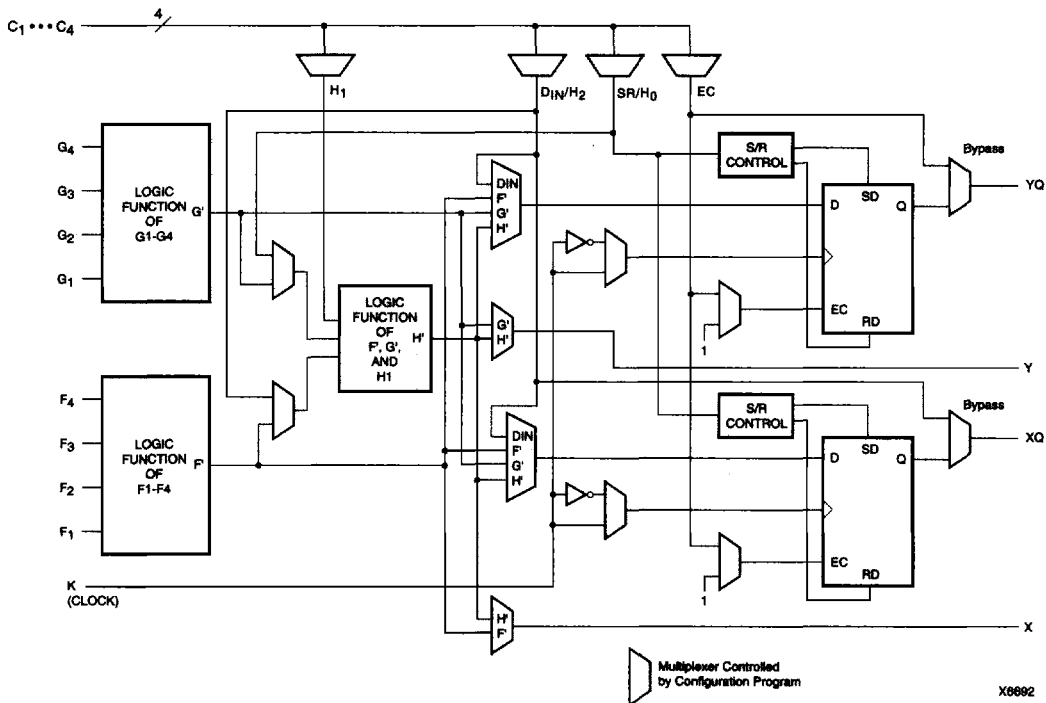 C1 ••• C4
4
H1
DIN/H2
SR/H0
EC
G4
G3
G2
G1
LOGIC
FUNCTION
OF
G1-G4
G'
DIN
F'
G'
H'
S/R
CONTROL
Bypass
D
SD
Q
YQ
EC
RD
1
LOGIC
FUNCTION
OF
F', G',
AND
H1
H'
G'
H'
Y
F4
F3
F2
F1
LOGIC
FUNCTION
OF
F1-F4
F'
DIN
F'
G'
H'
S/R
CONTROL
Bypass
D
SD
Q
XQ
EC
RD
1
K
(CLOCK)
H'
F'
X
Multiplexer Controlled
by Configuration Program
X6692